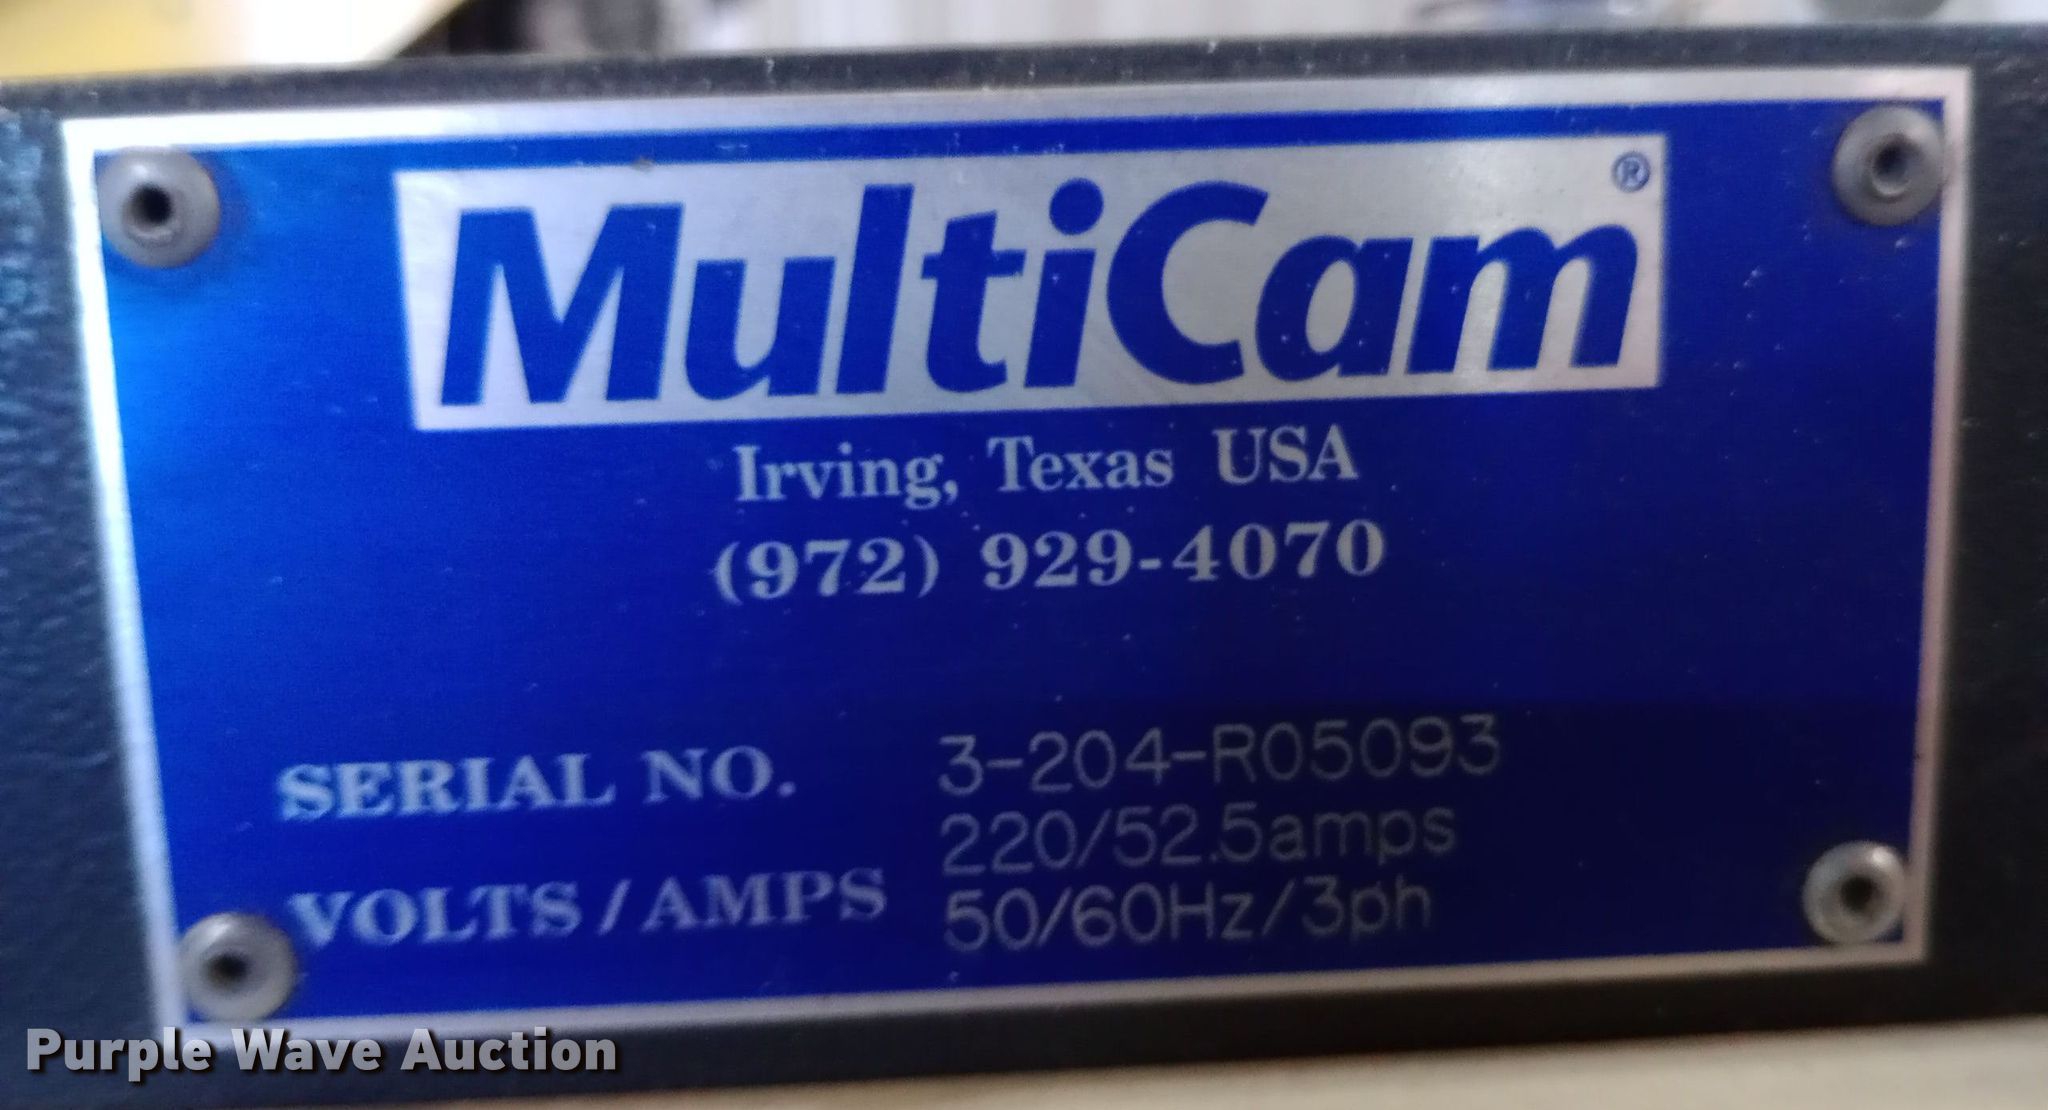 MultiCam®
Irving, Texas USA
(972) 929-4070
SERIAL NO. 3-204-R05093
220/52.5amps
VOLTS/AMPS 50/60Hz/3ph
Purple Wave Auction